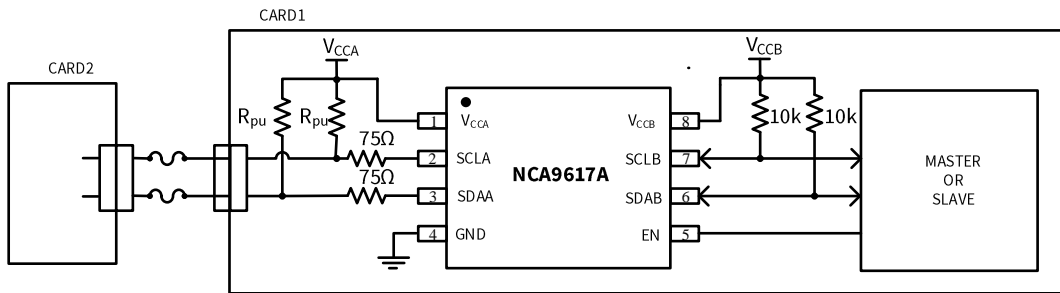 CARD1
CARD2
VCCA
VCCB
Rpu
Rpu
10k
10k
75Ω
75Ω
1
VCCA
VCCB
8
2
SCLA
SCLB
7
NCA9617A
3
SDAA
SDAB
6
4
GND
EN
5
MASTER
OR
SLAVE